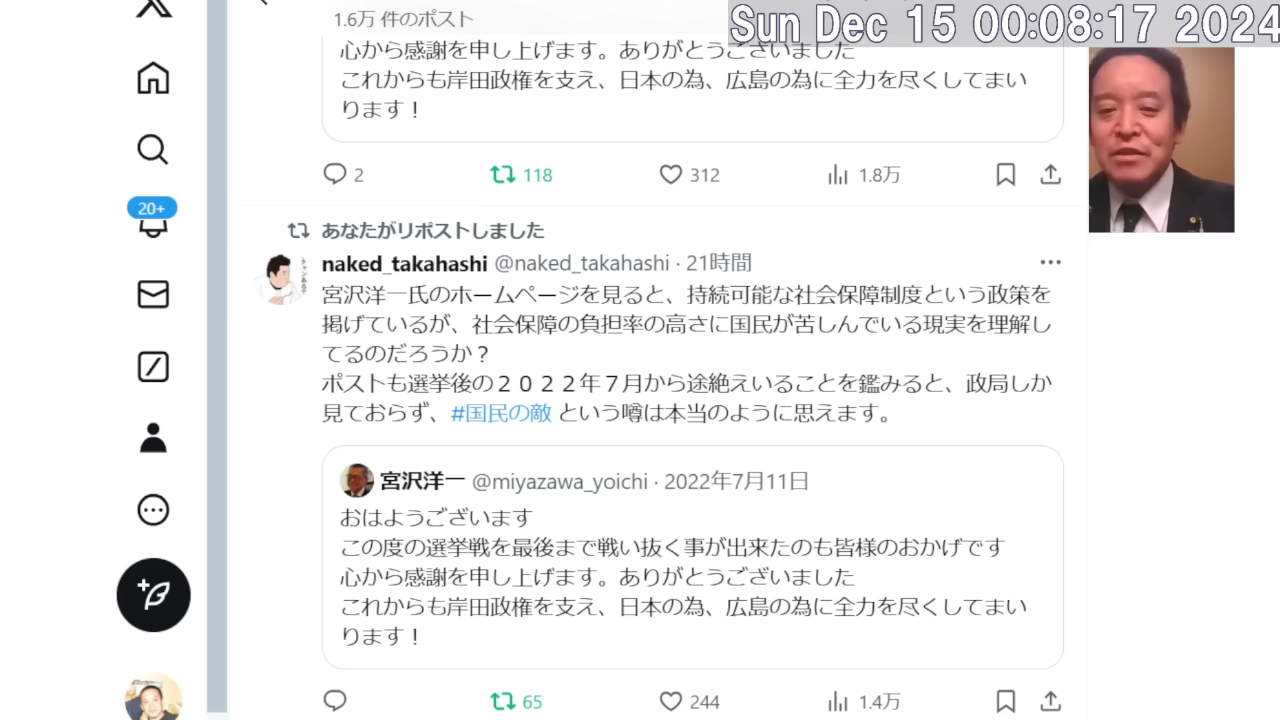 1.6万 件のポスト
Sun Dec 15 00:08:17 2024
心から感謝を申し上げます。ありがとうございました
これからも岸田政権を支え、日本の為、広島の為に全力を尽くしてまい
ります！
2 118 312 1.8万
20+
あなたがリポストしました
naked_takahashi @naked_takahashi · 21時間
宮沢洋一氏のホームページを見ると、持続可能な社会保障制度という政策を
掲げているが、社会保障の負担率の高さに国民が苦しんでいる現実を理解し
てるのだろうか？
ポストも選挙後の２０２２年７月から途絶えいることを鑑みると、政局しか
見ておらず、#国民の敵 という噂は本当のように思えます。
宮沢洋一 @miyazawa_yoichi · 2022年7月11日
おはようございます
この度の選挙戦を最後まで戦い抜く事が出来たのも皆様のおかげです
心から感謝を申し上げます。ありがとうございました
これからも岸田政権を支え、日本の為、広島の為に全力を尽くしてまい
ります！
65 244 1.4万